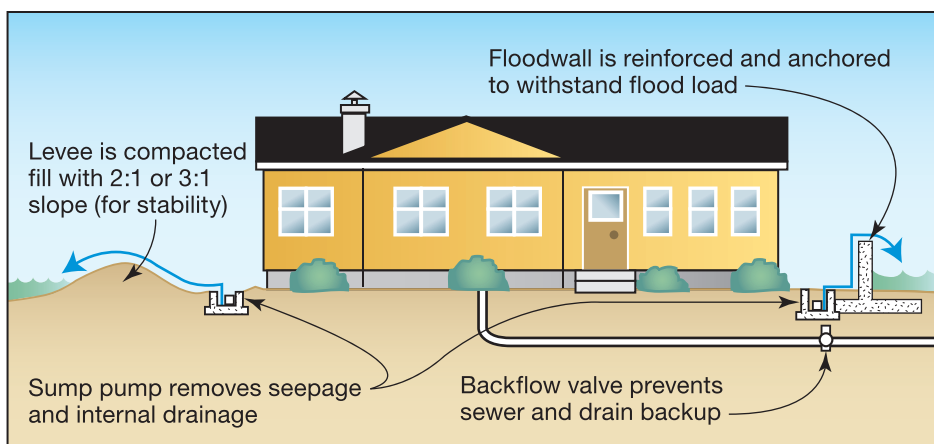 Floodwall is reinforced and anchored
to withstand flood load
Levee is compacted
fill with 2:1 or 3:1
slope (for stability)
Sump pump removes seepage
and internal drainage
Backflow valve prevents
sewer and drain backup